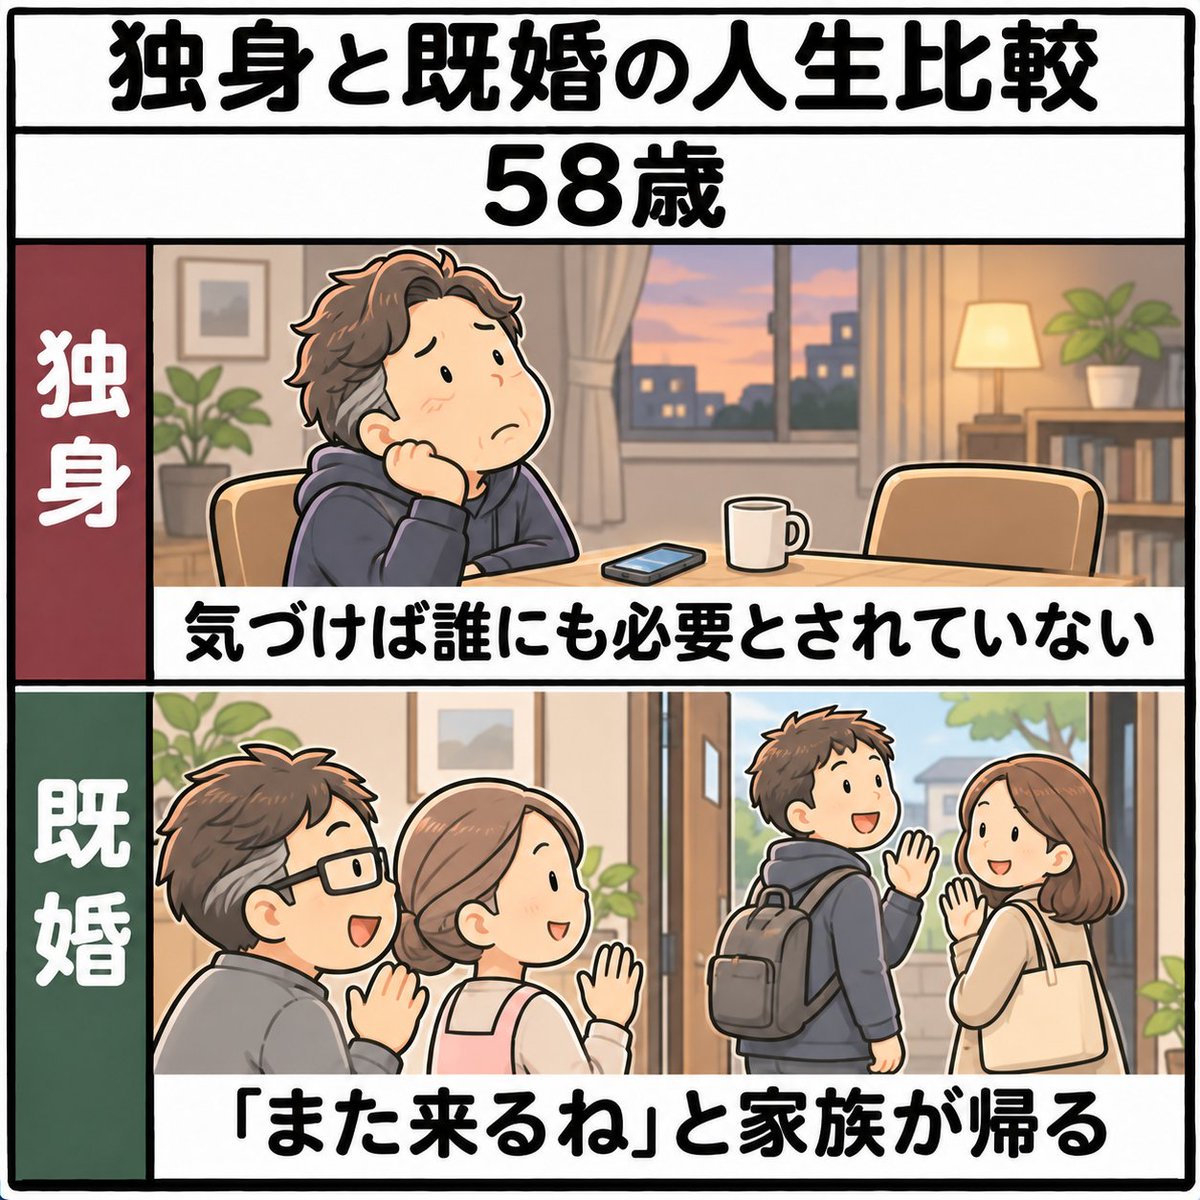 独身と既婚の人生比較
58歳
独身
気づけば誰にも必要とされていない
既婚
「また来るね」と家族が帰る